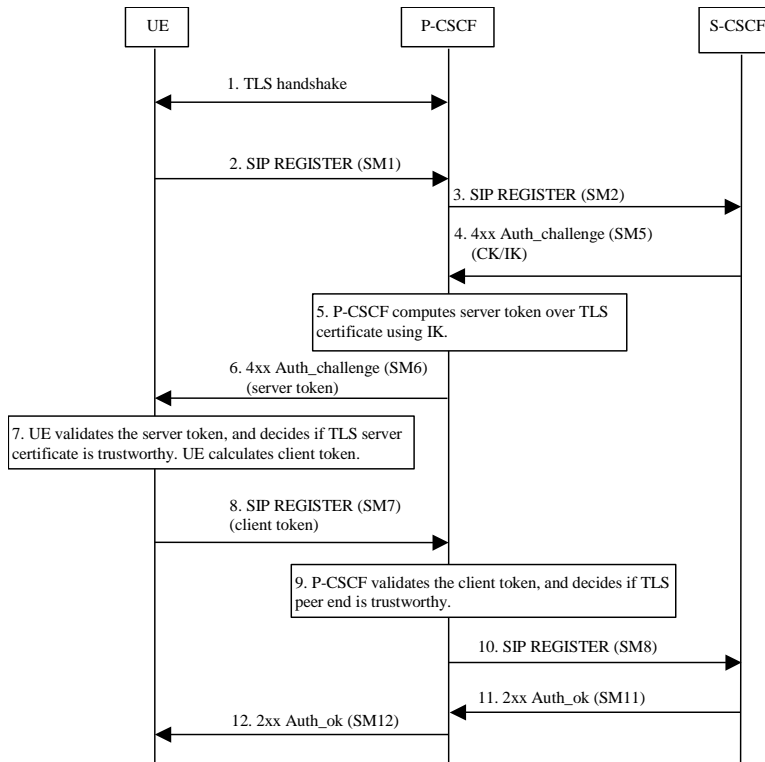 UE
P-CSCF
S-CSCF
1. TLS handshake
2. SIP REGISTER (SM1)
3. SIP REGISTER (SM2)
4. 4xx Auth_challenge (SM5)
(CK/IK)
5. P-CSCF computes server token over TLS
certificate using IK.
6. 4xx Auth_challenge (SM6)
(server token)
7. UE validates the server token, and decides if TLS server
certificate is trustworthy. UE calculates client token.
8. SIP REGISTER (SM7)
(client token)
9. P-CSCF validates the client token, and decides if TLS
peer end is trustworthy.
10. SIP REGISTER (SM8)
11. 2xx Auth_ok (SM11)
12. 2xx Auth_ok (SM12)